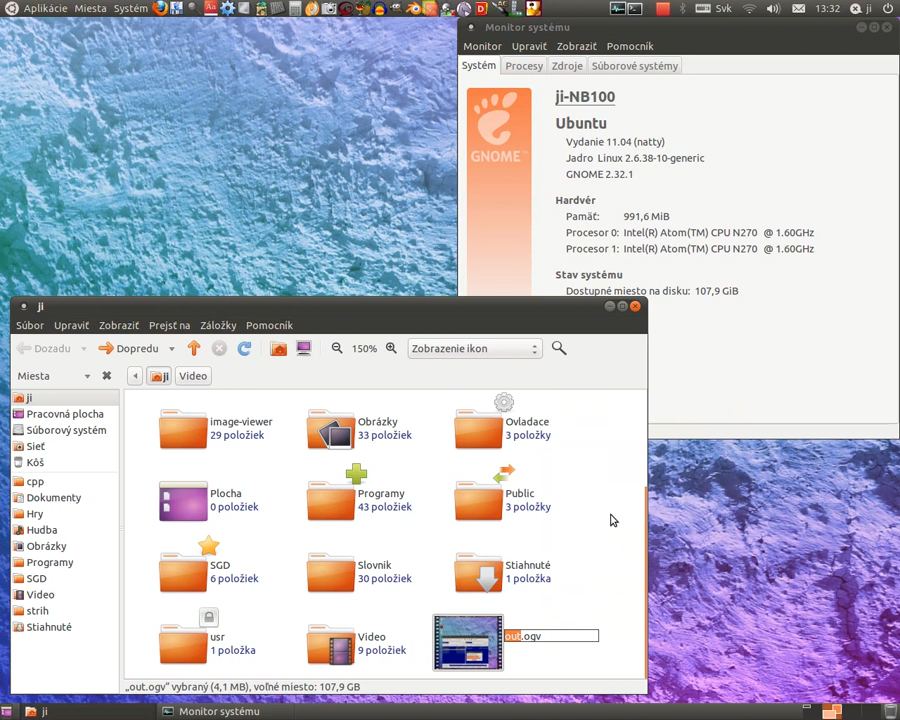 Aplikácie Miesta Systém
Svk 13:32 ji
Monitor systému
Monitor Upraviť Zobraziť Pomocník
Systém Procesy Zdroje Súborové systémy
GNOME
ji-NB100
Ubuntu
Vydanie 11.04 (natty)
Jadro Linux 2.6.38-10-generic
GNOME 2.32.1
Hardvér
Pamäť: 991,6 MiB
Procesor 0: Intel(R) Atom(TM) CPU N270 @ 1.60GHz
Procesor 1: Intel(R) Atom(TM) CPU N270 @ 1.60GHz
Stav systému
Dostupné miesto na disku: 107,9 GiB
ji
Súbor Upraviť Zobraziť Prejsť na Záložky Pomocník
Dozadu Dopredu 150% Zobrazenie ikon
Miesta ji Video
ji
Pracovná plocha
Súborový systém
Sieť
Kôš
cpp
Dokumenty
Hry
Hudba
Obrázky
Programy
SGD
Video
strih
Stiahnuté
image-viewer
29 položiek
Obrázky
33 položiek
Ovladace
3 položky
Plocha
0 položiek
Programy
43 položiek
Public
3 položky
SGD
6 položiek
Slovnik
30 položiek
Stiahnuté
1 položka
usr
1 položka
Video
9 položiek
out.ogv
„out.ogv“ vybraný (4,1 MB), voľné miesto: 107,9 GB
ji Monitor systému